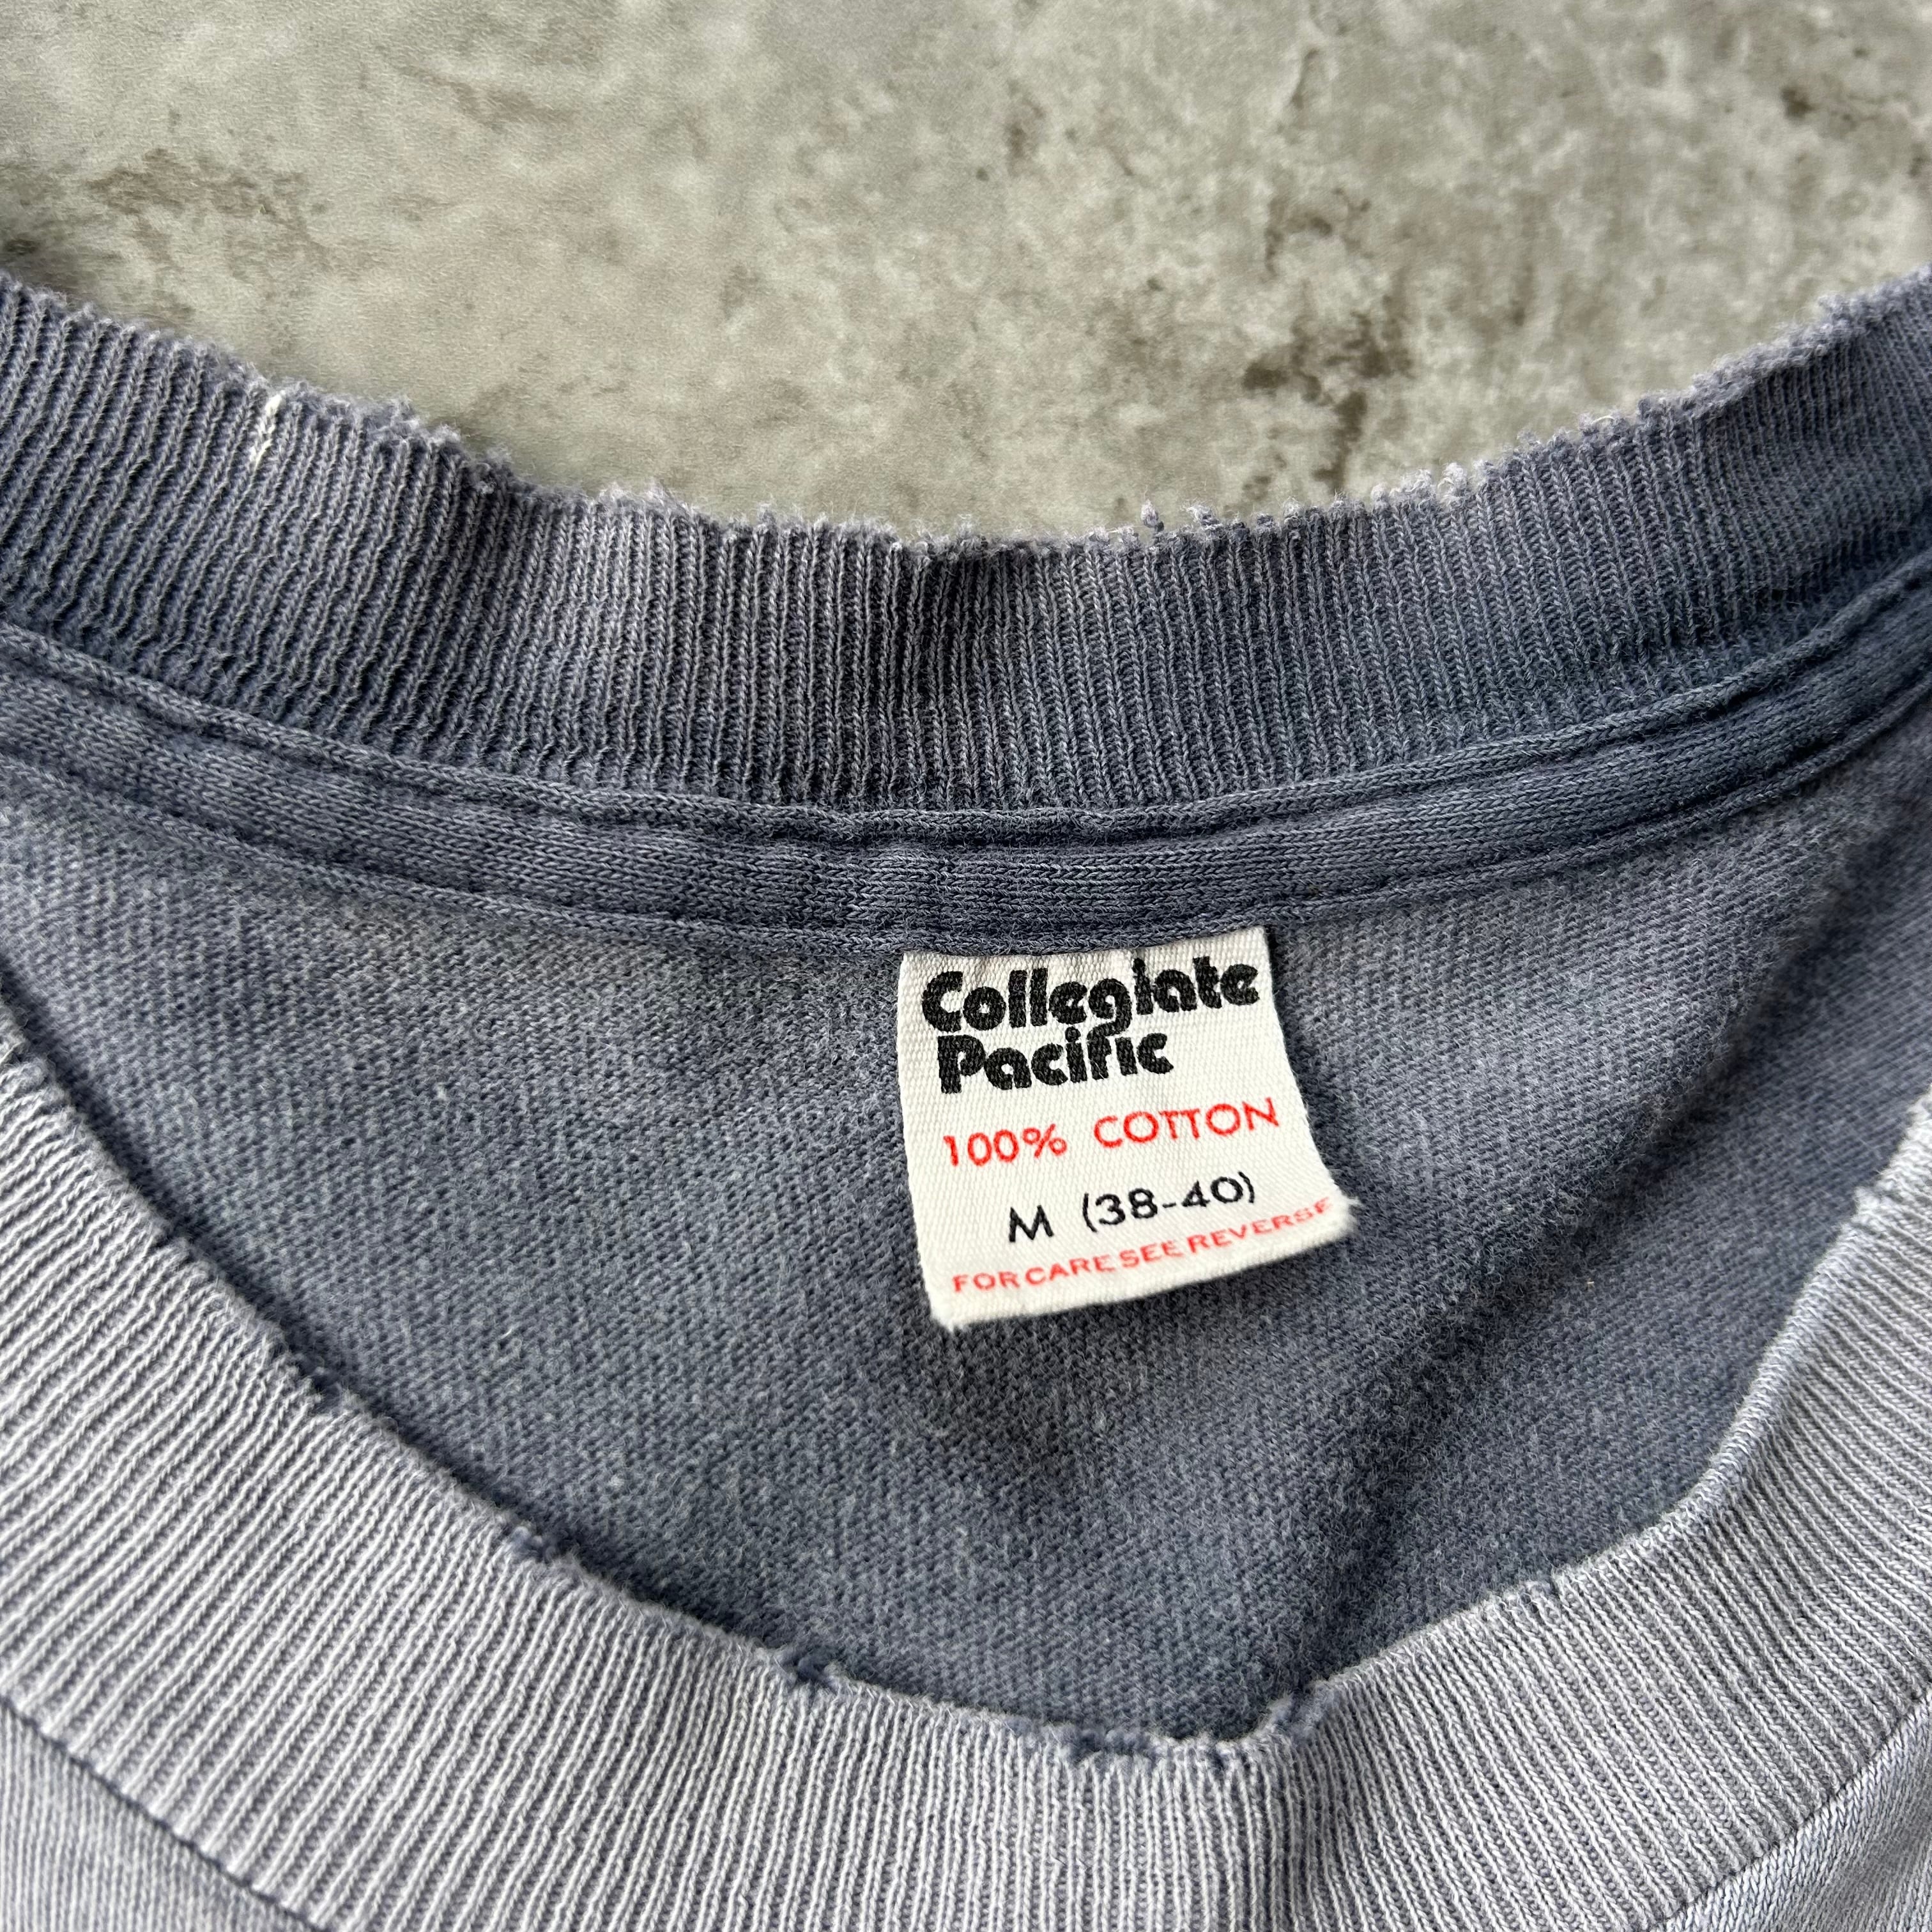 Collegiate
Pacific
100% COTTON
M (38-40)
FOR CARE SEE REVERSE